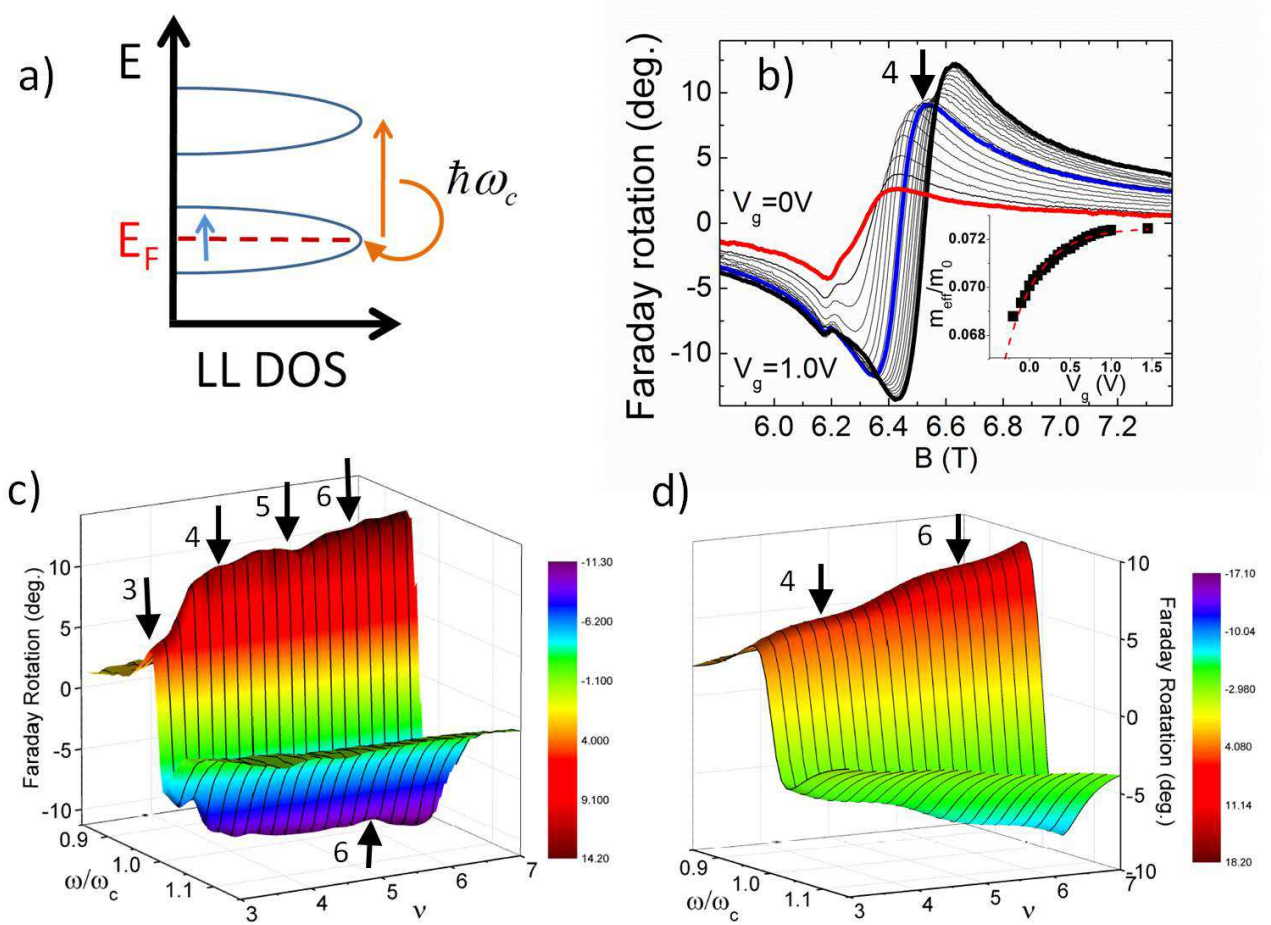 a)
E
E_F
ħω_c
LL DOS
b)
Faraday rotation (deg.)
10
5
0
-5
-10
4
V_g=0V
V_g=1.0V
6.0 6.2 6.4 6.6 6.8 7.0 7.2
B (T)
m_eff/m_0
0.072
0.070
0.068
0.0 0.5 1.0 1.5
V_g (V)
c)
Faraday Rotation (deg.)
10
5
0
-5
-10
3
4
5
6
6
0.9
1.0
1.1
ω/ω_c
3 4 5 6 7
ν
-11.30
-6.200
-1.100
4.000
9.100
14.20
d)
4
6
0.9
1.0
1.1
ω/ω_c
3 4 5 6 7
ν
10
5
0
-5
-10
Faraday Roatation (deg.)
-17.10
-10.04
-2.980
4.080
11.14
18.20